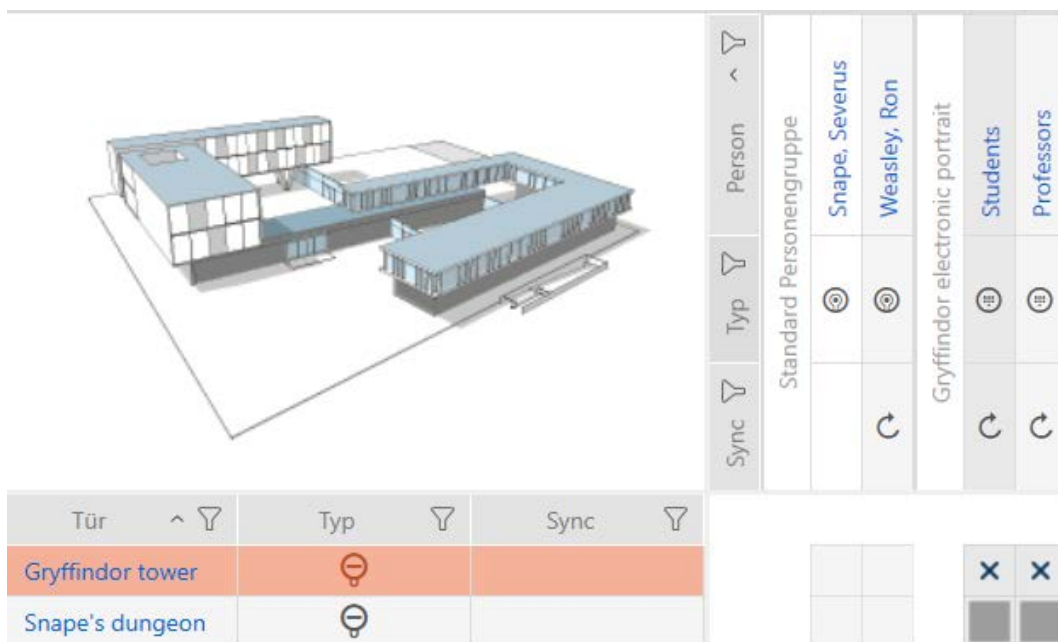 Person
Typ
Sync
Standard Personengruppe
Snape, Severus
Weasley, Ron
Gryffindor electronic portrait
Students
Professors
Tür Typ Sync
Gryffindor tower
Snape's dungeon